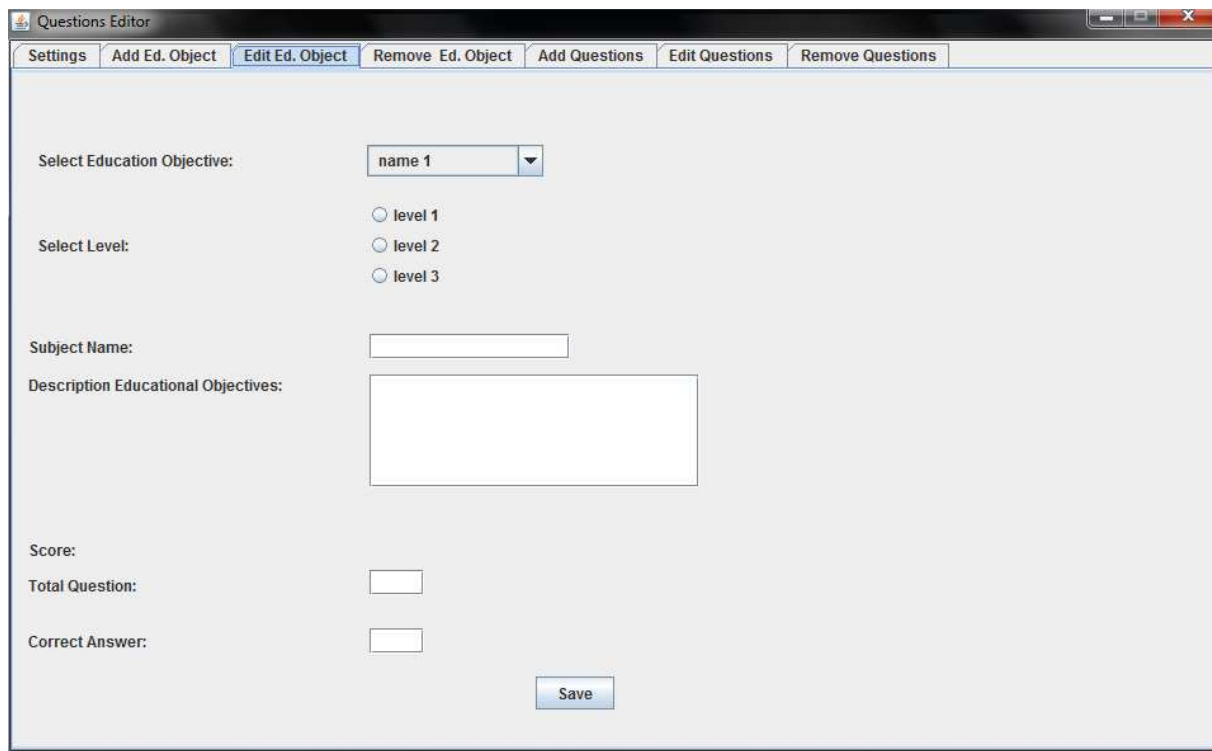 Questions Editor
Settings Add Ed. Object Edit Ed. Object Remove Ed. Object Add Questions Edit Questions Remove Questions
Select Education Objective: name 1
level 1
Select Level: level 2
level 3
Subject Name:
Description Educational Objectives:
Score:
Total Question:
Correct Answer:
Save